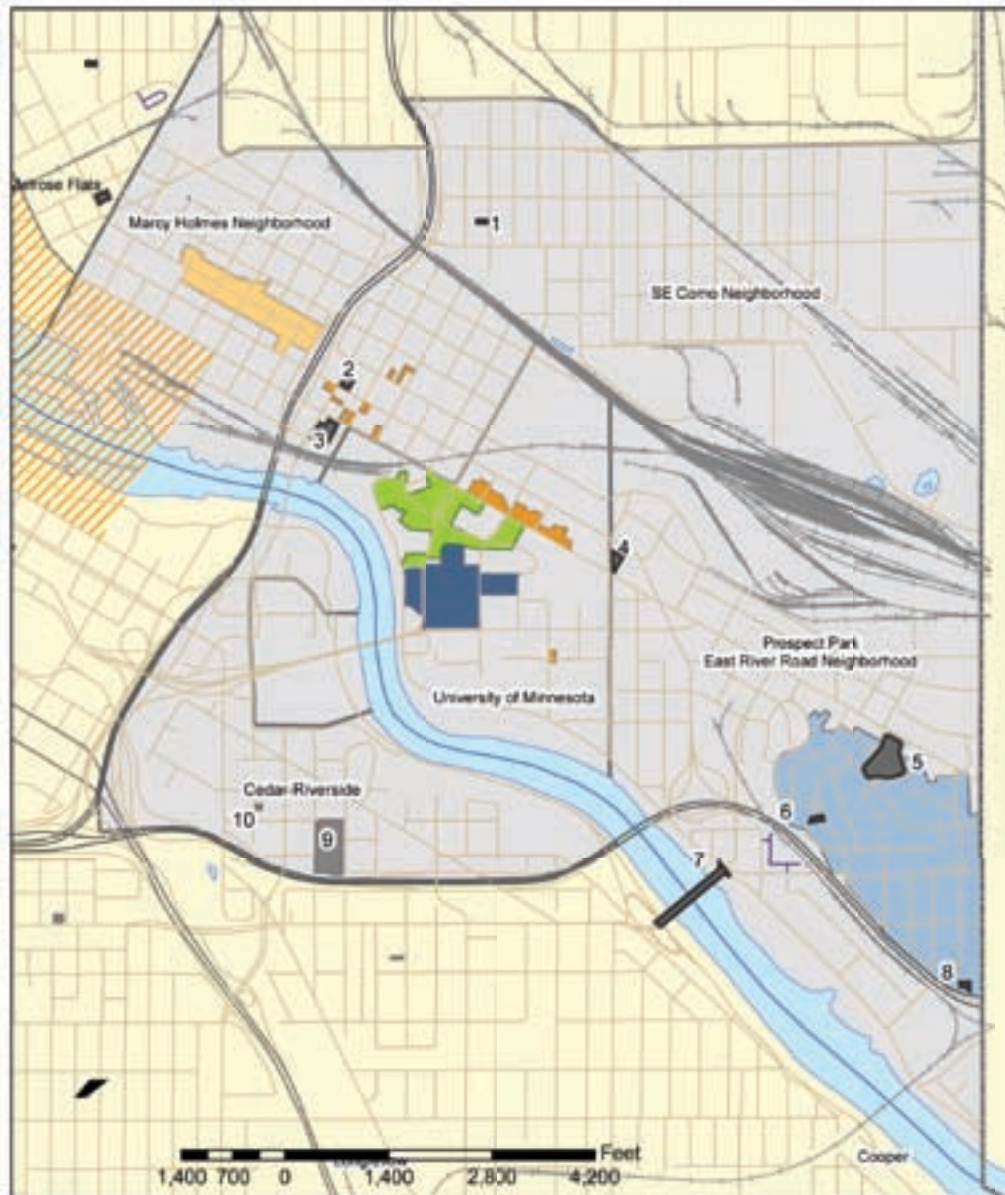 Marcy Holmes Neighborhood
1
SE Como Neighborhood
2
3
4
Prospect Park
East River Road Neighborhood
University of Minnesota
5
Cedar-Riverside
6
10
9
7
8
Feet
1,400 700 0 1,400 2,800 4,200
Cooper